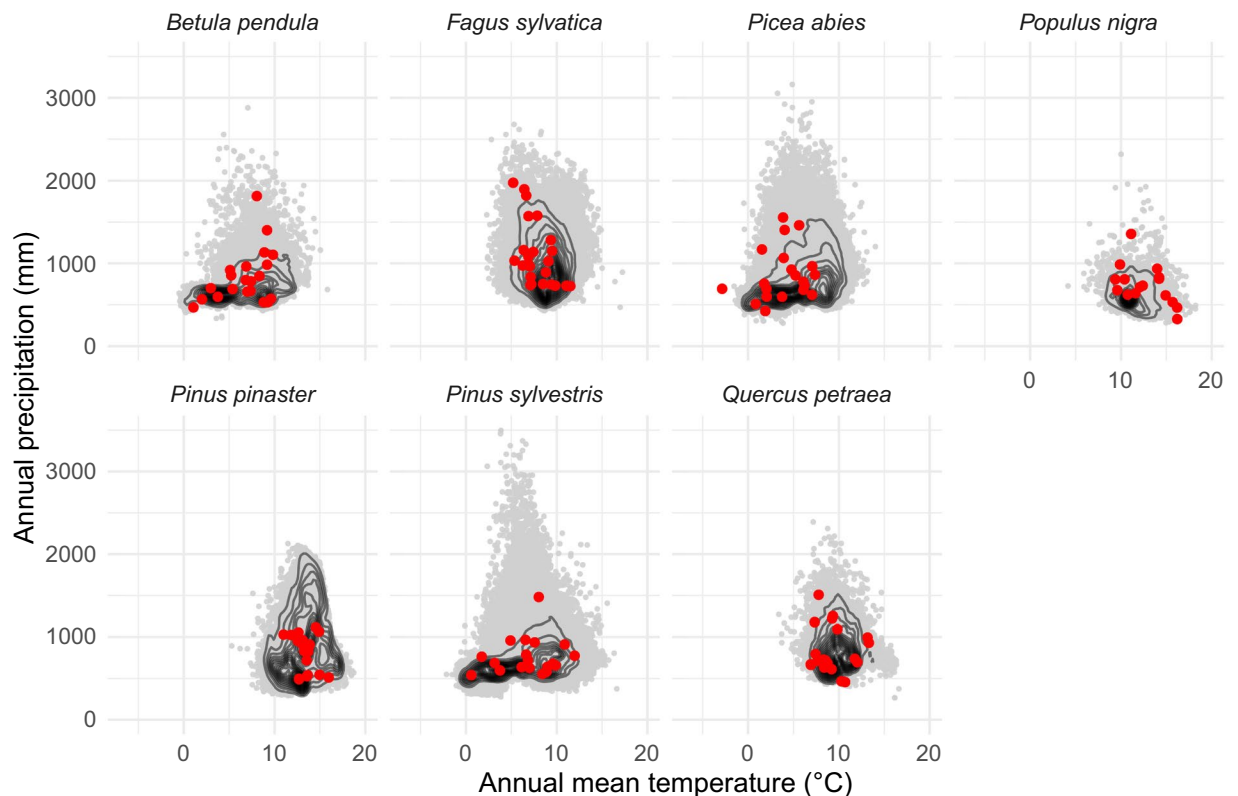 Betula pendula
Fagus sylvatica
Picea abies
Populus nigra
3000
2000
1000
0
0
10
20
Pinus pinaster
Pinus sylvestris
Quercus petraea
3000
2000
1000
0
0
10
20
0
10
20
0
10
20
Annual precipitation (mm)
Annual mean temperature (°C)